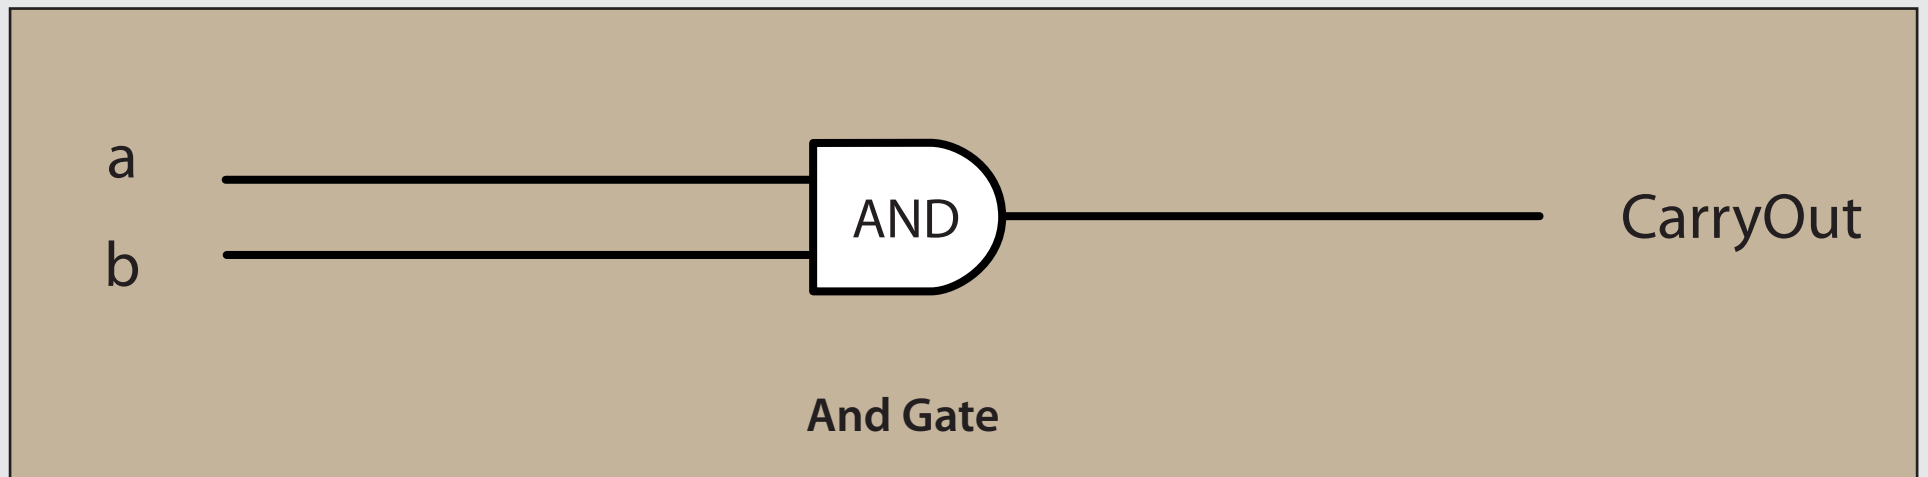 a
b
AND
CarryOut
And Gate